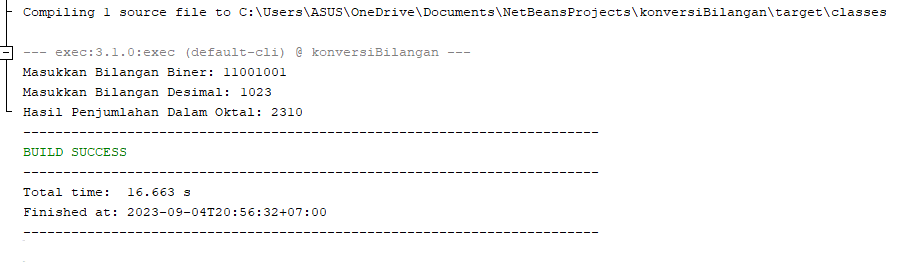 Compiling 1 source file to C:\Users\ASUS\OneDrive\Documents\NetBeansProjects\konversiBilangan\target\classes
--- exec:3.1.0:exec (default-cli) @ konversiBilangan ---
Masukkan Bilangan Biner: 11001001
Masukkan Bilangan Desimal: 1023
Hasil Penjumlahan Dalam Oktal: 2310
------------------------------------------------------------------------
BUILD SUCCESS
------------------------------------------------------------------------
Total time:  16.663 s
Finished at: 2023-09-04T20:56:32+07:00
------------------------------------------------------------------------